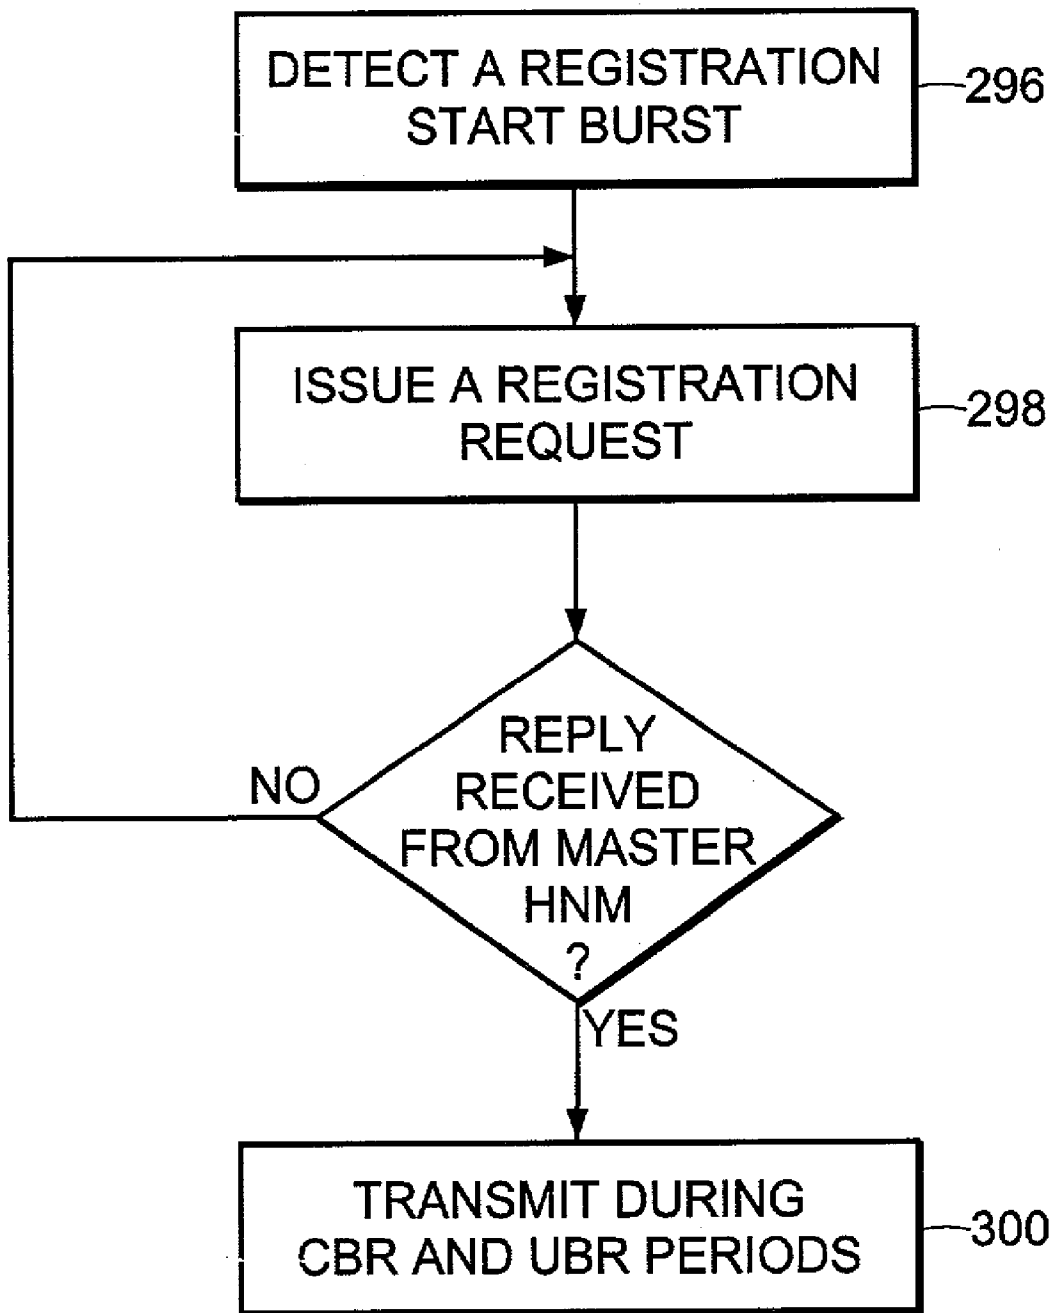 DETECT A REGISTRATION
START BURST
296
ISSUE A REGISTRATION
REQUEST
298
REPLY
RECEIVED
FROM MASTER
HNM
?
NO
YES
TRANSMIT DURING
CBR AND UBR PERIODS
300